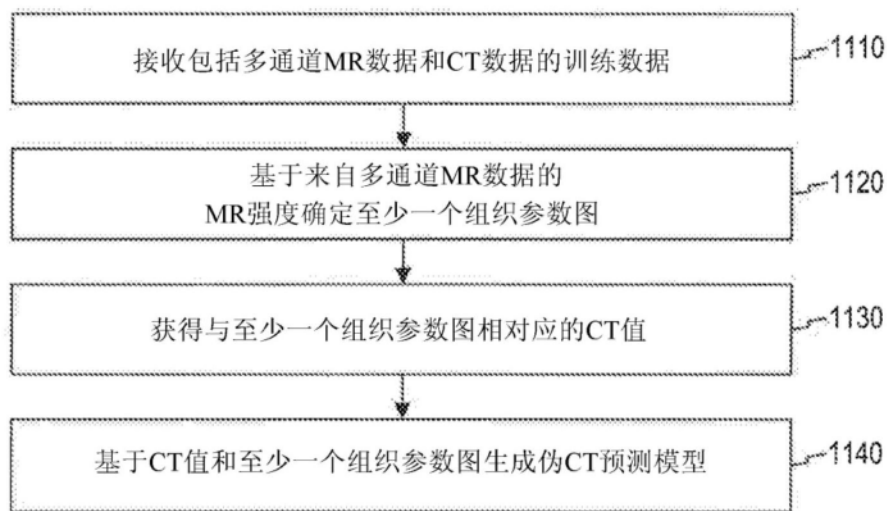 接收包括多通道MR数据和CT数据的训练数据
1110
基于来自多通道MR数据的
MR强度确定至少一个组织参数图
1120
获得与至少一个组织参数图相对应的CT值
1130
基于CT值和至少一个组织参数图生成伪CT预测模型
1140